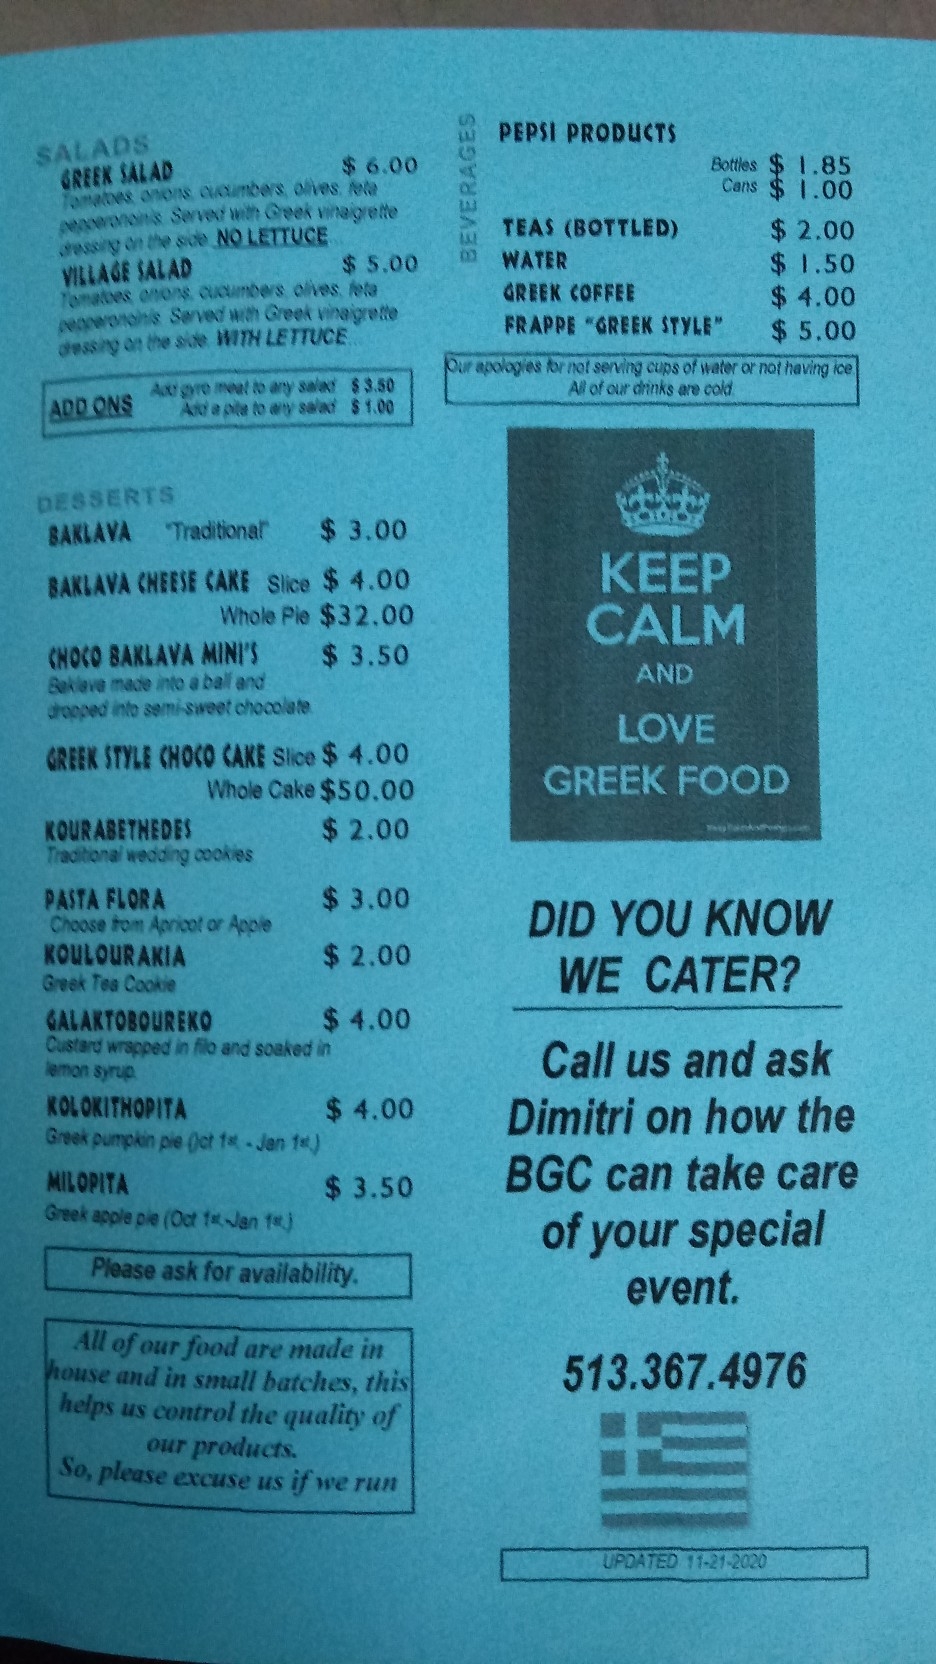 SALADS
GREEK SALAD $ 6.00
Tomatoes, onions, cucumbers, olives, feta
pepperoncinis. Served with Greek vinaigrette
dressing on the side. NO LETTUCE
VILLAGE SALAD $ 5.00
Tomatoes, onions, cucumbers, olives, feta
pepperoncinis. Served with Greek vinaigrette
dressing on the side. WITH LETTUCE
ADD ONS
Add gyro meat to any salad $ 3.50
Add a pita to any salad $ 1.00
DESSERTS
BAKLAVA "Traditional" $ 3.00
BAKLAVA CHEESE CAKE Slice $ 4.00
Whole Pie $32.00
CHOCO BAKLAVA MINI'S $ 3.50
Baklava made into a ball and
dropped into semi-sweet chocolate.
GREEK STYLE CHOCO CAKE Slice $ 4.00
Whole Cake $50.00
KOURABETHEDES $ 2.00
Traditional wedding cookies
PASTA FLORA $ 3.00
Choose from Apricot or Apple
KOULOURAKIA $ 2.00
Greek Tea Cookie
GALAKTOBOUREKO $ 4.00
Custard wrapped in filo and soaked in
lemon syrup.
KOLOKITHOPITA $ 4.00
Greek pumpkin pie (Oct 1st. - Jan 1st.)
MILOPITA $ 3.50
Greek apple pie (Oct 1st.-Jan 1st.)
Please ask for availability.
All of our food are made in
house and in small batches, this
helps us control the quality of
our products.
So, please excuse us if we run
BEVERAGES
PEPSI PRODUCTS
Bottles $ 1.85
Cans $ 1.00
TEAS (BOTTLED) $ 2.00
WATER $ 1.50
GREEK COFFEE $ 4.00
FRAPPE "GREEK STYLE" $ 5.00
Our apologies for not serving cups of water or not having ice.
All of our drinks are cold.
KEEP
CALM
AND
LOVE
GREEK FOOD
DID YOU KNOW
WE CATER?
Call us and ask
Dimitri on how the
BGC can take care
of your special
event.
513.367.4976
UPDATED 11-21-2020